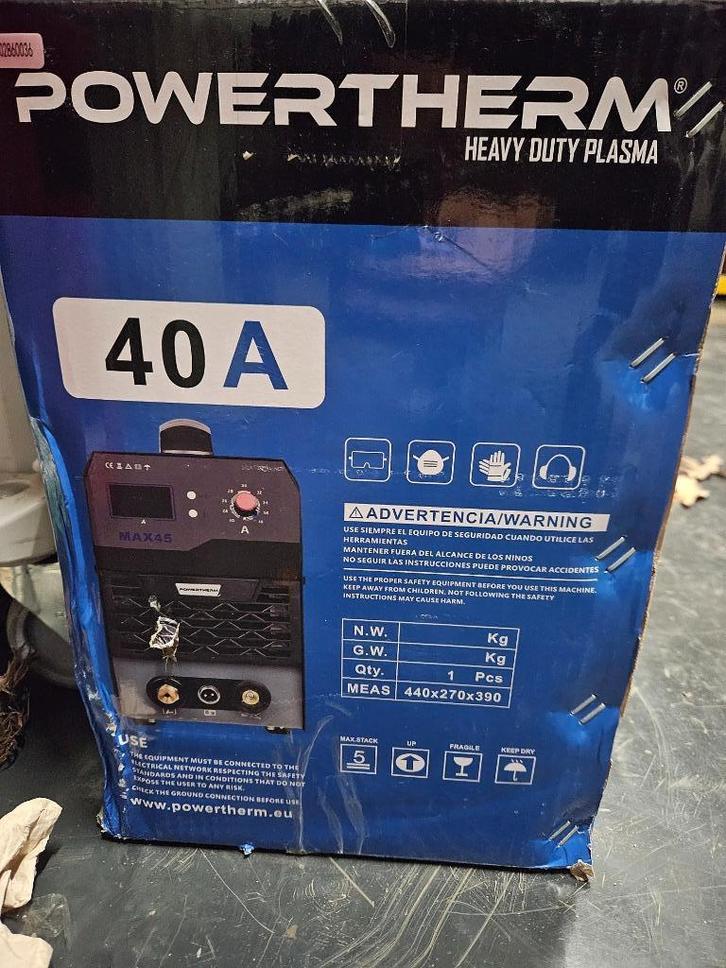 02860036
POWERTHERM®
HEAVY DUTY PLASMA
40A
CE
MAX45
A
POWERTHERM
⚠ADVERTENCIA/WARNING
USE SIEMPRE EL EQUIPO DE SEGURIDAD CUANDO UTILICE LAS
HERRAMIENTAS
MANTENER FUERA DEL ALCANCE DE LOS NINOS
NO SEGUIR LAS INSTRUCCIONES PUEDE PROVOCAR ACCIDENTES
USE THE PROPER SAFETY EQUIPMENT BEFORE YOU USE THIS MACHINE.
KEEP AWAY FROM CHILDREN. NOT FOLLOWING THE SAFETY
INSTRUCTIONS MAY CAUSE HARM.
N.W. Kg
G.W. Kg
Qty. 1 Pcs
MEAS 440x270x390
MAX.STACK UP FRAGILE KEEP DRY
5
USE
THE EQUIPMENT MUST BE CONNECTED TO THE
ELECTRICAL NETWORK RESPECTING THE SAFETY
STANDARDS AND IN CONDITIONS THAT DO NOT
EXPOSE THE USER TO ANY RISK.
CHECK THE GROUND CONNECTION BEFORE USE
www.powertherm.eu